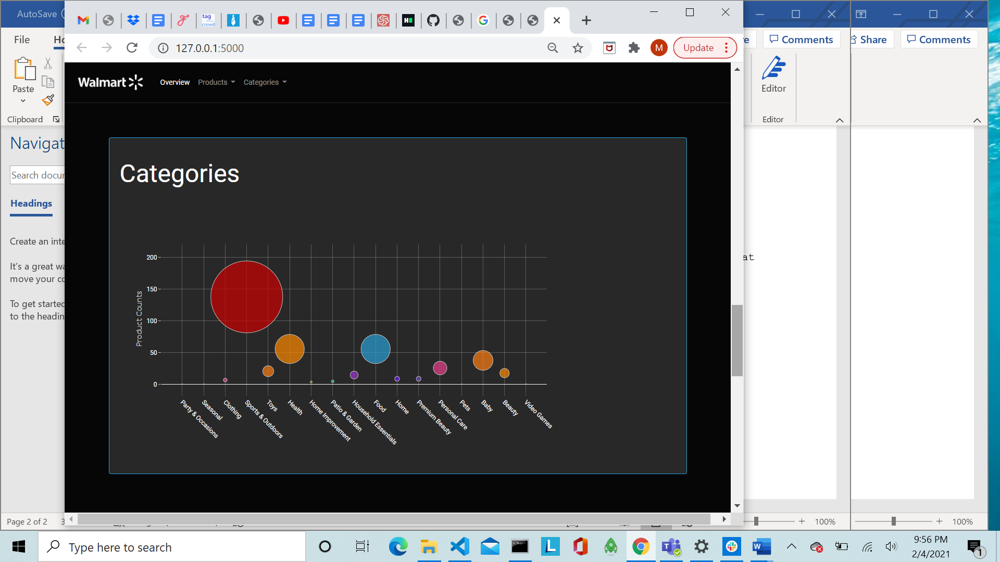 AutoSave
File
Paste
Clipboard
Navigat
Search docu
Headings
Create an inte
It's a great wa
move your co
To get started
to the headin
Page 2 of 2
tag
crowd
127.0.0.1:5000
M
Update
Walmart
Overview
Products
Categories
Categories
Product Counts
200
150
100
50
0
Party & Occasions
Seasonal
Clothing
Sports & Outdoors
Toys
Health
Home Improvement
Patio & Garden
Household Essentials
Food
Home
Premium Beauty
Personal Care
Pets
Baby
Beauty
Video Games
Comments
Share
Comments
Editor
Editor
at
100%
100%
Type here to search
9:56 PM
2/4/2021
1